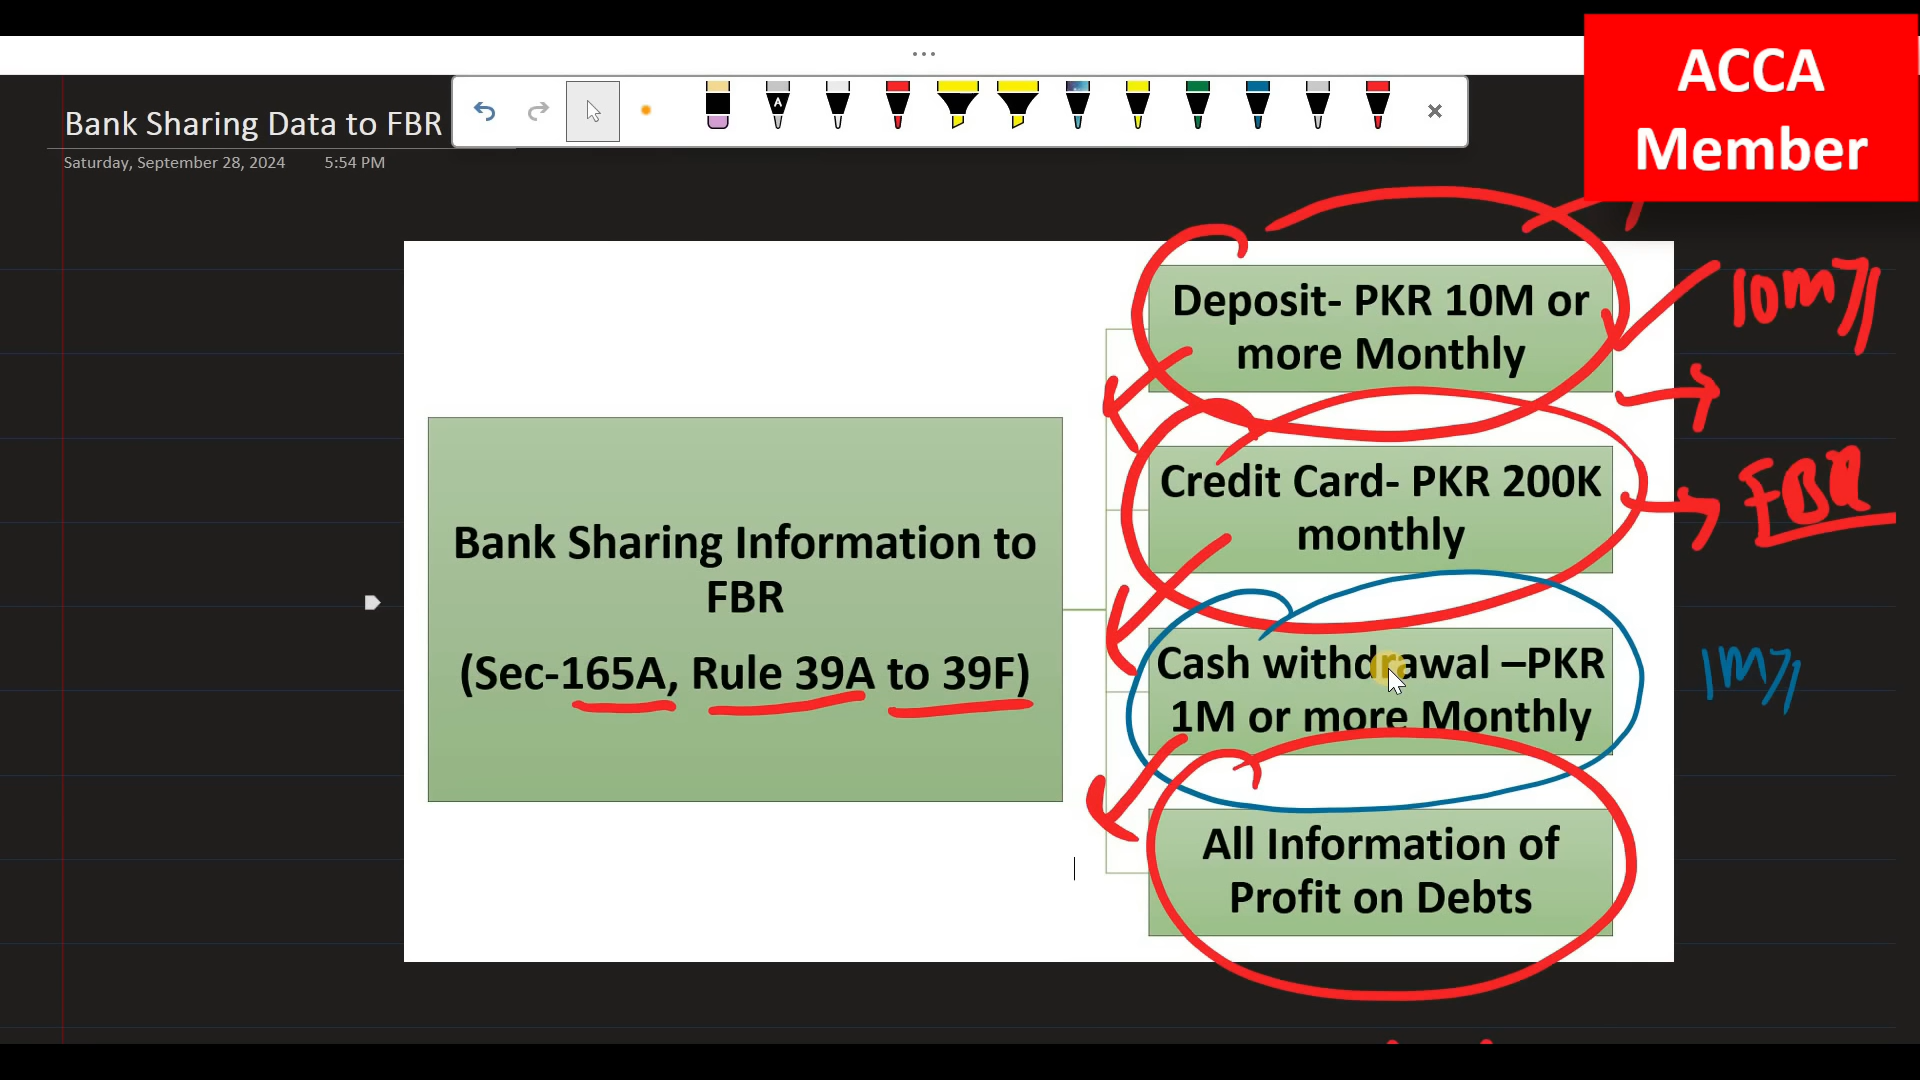 ACCA
Member
Bank Sharing Data to FBR
Saturday, September 28, 2024 5:54 PM
A
Deposit- PKR 10M or
more Monthly
10m≥
Credit Card- PKR 200K
monthly
FBR
Bank Sharing Information to
FBR
(Sec-165A, Rule 39A to 39F)
Cash withdrawal –PKR
1M or more Monthly
1M≥
All Information of
Profit on Debts